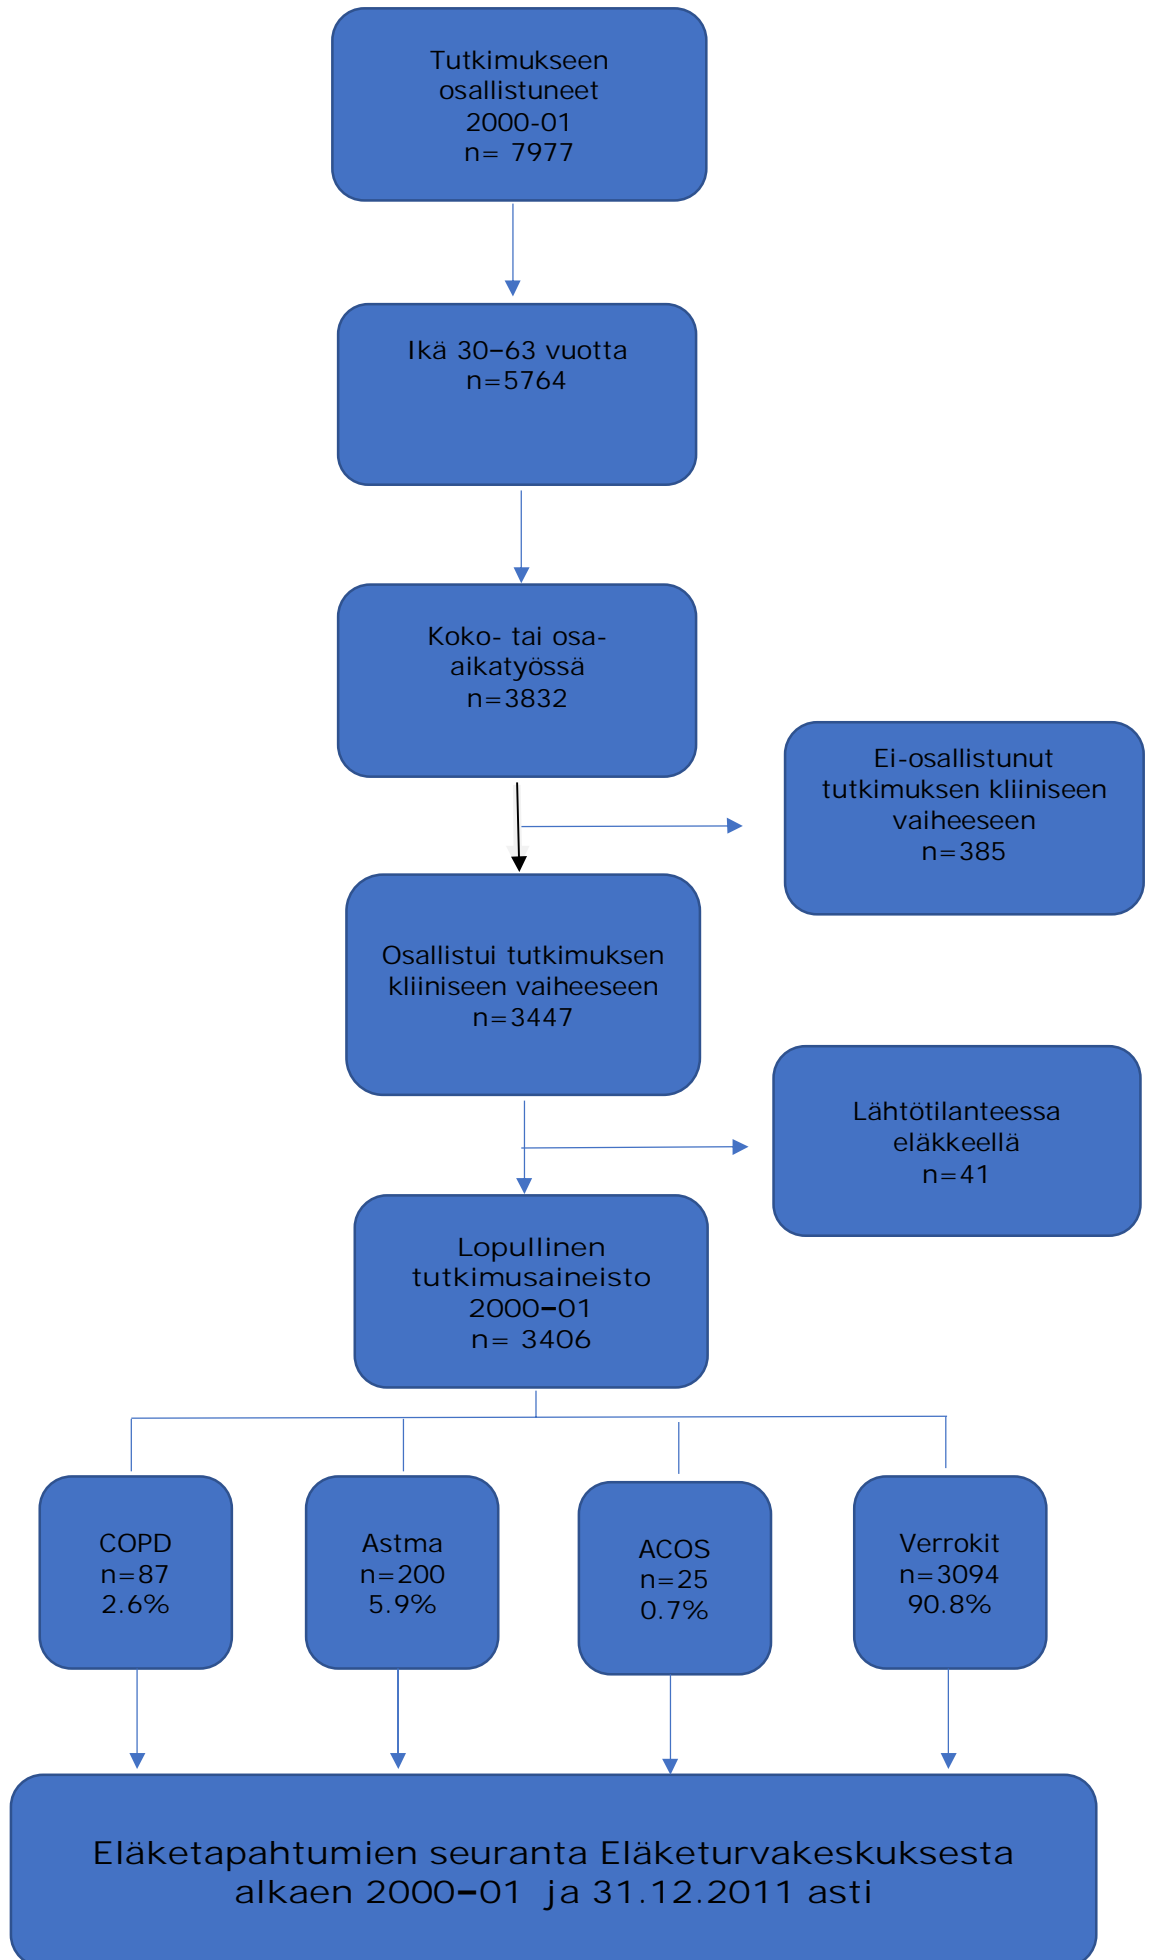 Tutkimukseen
osallistuneet
2000-01
n= 7977
Ikä 30–63 vuotta
n=5764
Koko- tai osa-
aikatyössä
n=3832
Ei-osallistunut
tutkimuksen kliiniseen
vaiheeseen
n=385
Osallistui tutkimuksen
kliiniseen vaiheeseen
n=3447
Lähtötilanteessa
eläkkeellä
n=41
Lopullinen
tutkimusaineisto
2000–01
n= 3406
COPD
n=87
2.6%
Astma
n=200
5.9%
ACOS
n=25
0.7%
Verrokit
n=3094
90.8%
Eläketapahtumien seuranta Eläketurvakeskuksesta
alkaen 2000–01 ja 31.12.2011 asti